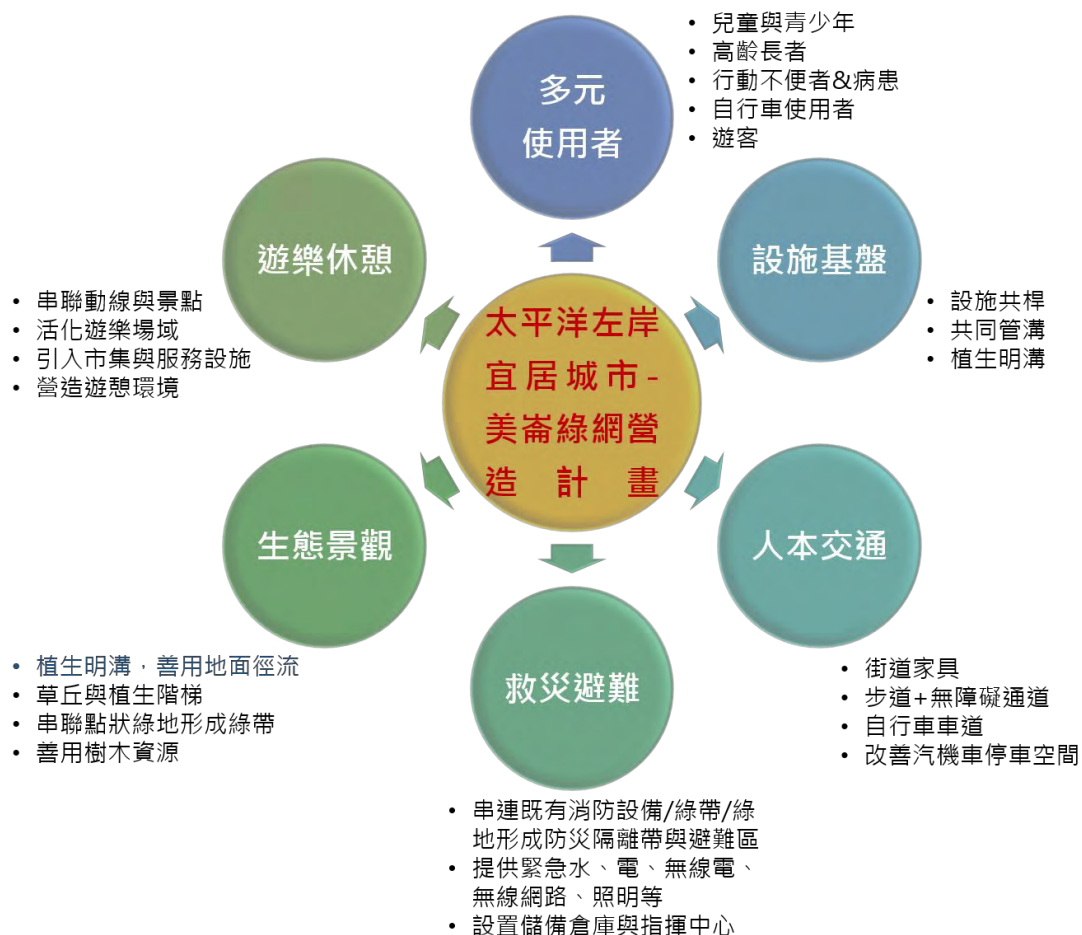 多元
使用者
• 兒童與青少年
• 高齡長者
• 行動不便者&病患
• 自行車使用者
• 遊客
設施基盤
• 設施共桿
• 共同管溝
• 植生明溝
人本交通
• 街道家具
• 步道+無障礙通道
• 自行車車道
• 改善汽機車停車空間
救災避難
• 串連既有消防設備/綠帶/綠
地形成防災隔離帶與避難區
• 提供緊急水、電、無線電、
無線網路、照明等
• 設置儲備倉庫與指揮中心
生態景觀
• 植生明溝，善用地面徑流
• 草丘與植生階梯
• 串聯點狀綠地形成綠帶
• 善用樹木資源
遊樂休憩
• 串聯動線與景點
• 活化遊樂場域
• 引入市集與服務設施
• 營造遊憩環境
太平洋左岸
宜居城市-
美崙綠網營
造計畫